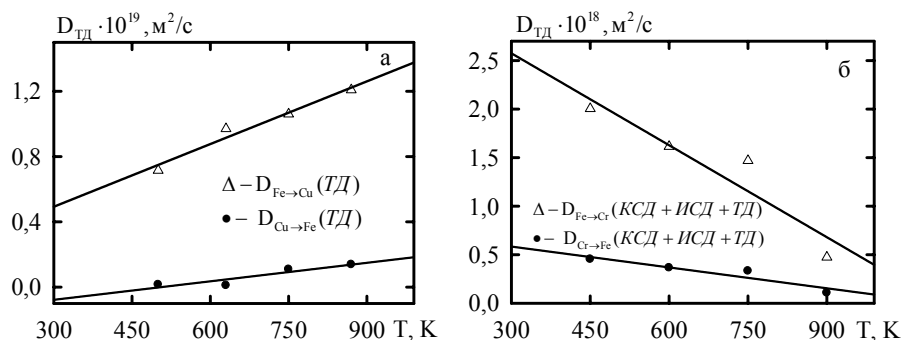 D_ТД ·10^19 , м^2/с
а
1,2
0,8
0,4
0,0
Δ – D_Fe→Cu (ТД)
• – D_Cu→Fe (ТД)
300 450 600 750 900 T, K
D_ТД ·10^18 , м^2/с
б
2,5
2,0
1,5
1,0
0,5
0,0
Δ – D_Fe→Cr (КСД + ИСД + ТД)
• – D_Cr→Fe (КСД + ИСД + ТД)
300 450 600 750 900 T, K